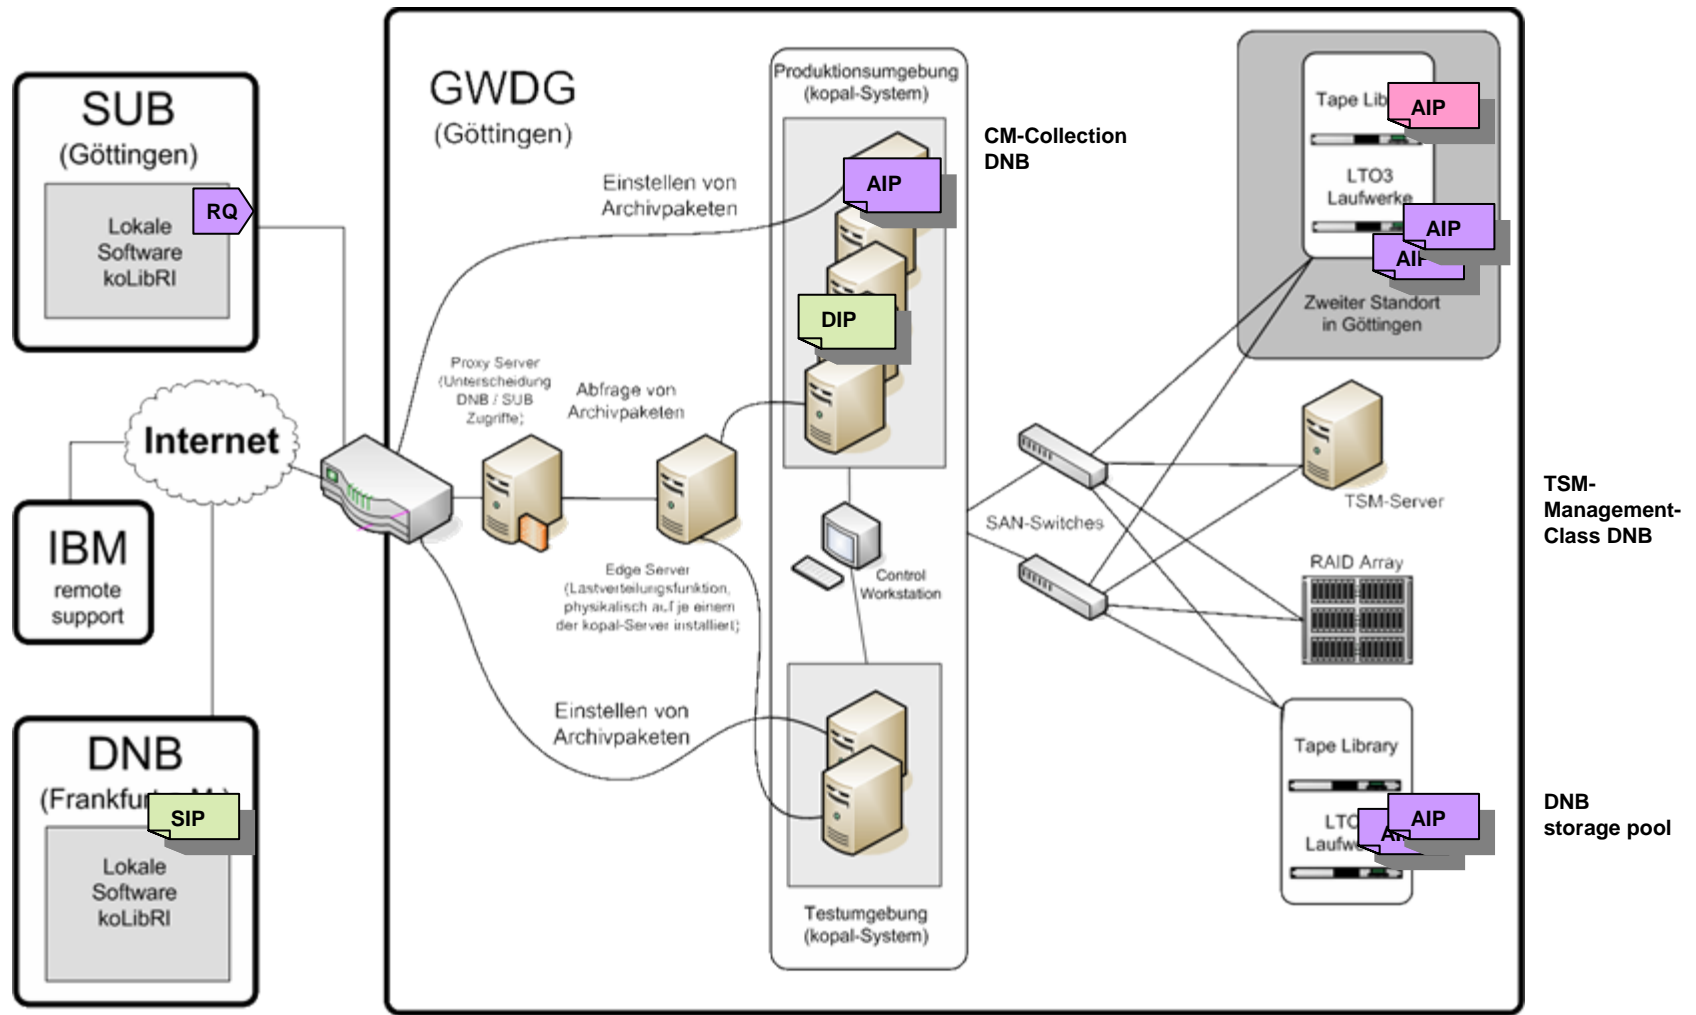 SUB
(Göttingen)
RQ
Lokale
Software
koLibRI
Internet
IBM
remote
support
DNB
(Frankfurt
SIP
Lokale
Software
koLibRI
GWDG
(Göttingen)
Einstellen von
Archivpaketen
Proxy Server
(Unterscheidung
DNB / SUB
Zugriffe)
Abfrage von
Archivpaketen
Edge Server
(Lastverteilungsfunktion,
physikalisch auf je einem
der kopal-Server installiert)
Einstellen von
Archivpaketen
Produktionsumgebung
(kopal-System)
AIP
DIP
Control
Workstation
Testumgebung
(kopal-System)
CM-Collection
DNB
SAN-Switches
Tape
AIP
LTO3
Laufwerke
AIP
AIP
Zweiter Standort
in Göttingen
TSM-Server
RAID Array
Tape Library
AIP
TSM-
Management-
Class DNB
DNB
storage pool